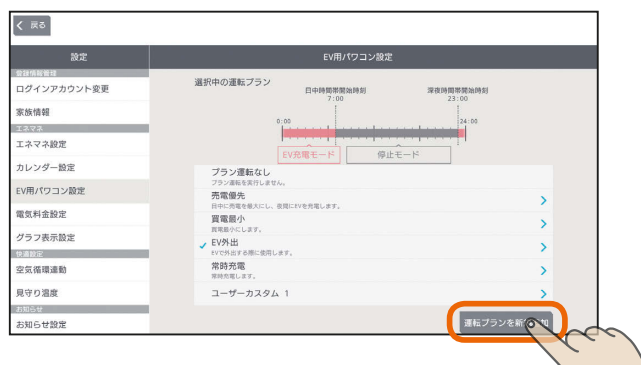 戻る
設定
EV用パワコン設定
登録情報管理
ログインアカウント変更
家族情報
エネマネ
エネマネ設定
カレンダー設定
EV用パワコン設定
電気料金設定
グラフ表示設定
快適設定
空気循環連動
見守り温度
お知らせ
お知らせ設定
選択中の運転プラン
日中時間帯開始時刻
7:00
深夜時間帯開始時刻
23:00
0:00
24:00
EV充電モード
停止モード
プラン運転なし
プラン運転を実行しません。
売電優先
日中に売電を最大にし、夜間にEVを充電します。
買電最小
買電最小にします。
EV外出
EVで外出する際に使用します。
常時充電
常時充電します。
ユーザーカスタム 1
運転プランを新 加